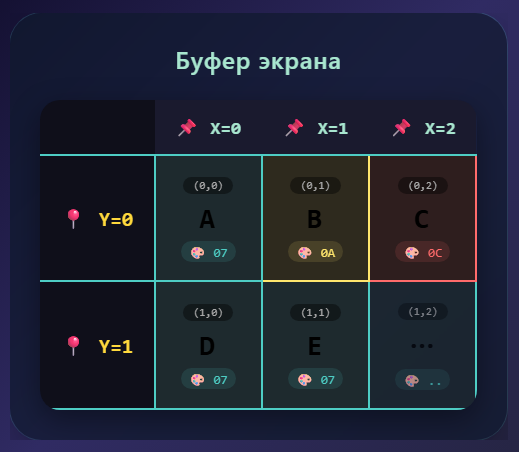 Буфер экрана
📌 X=0 📌 X=1 📌 X=2
📍 Y=0
(0,0) (0,1) (0,2)
A B C
🎨 07 🎨 0A 🎨 0C
📍 Y=1
(1,0) (1,1) (1,2)
D E ...
🎨 07 🎨 07 🎨 ..